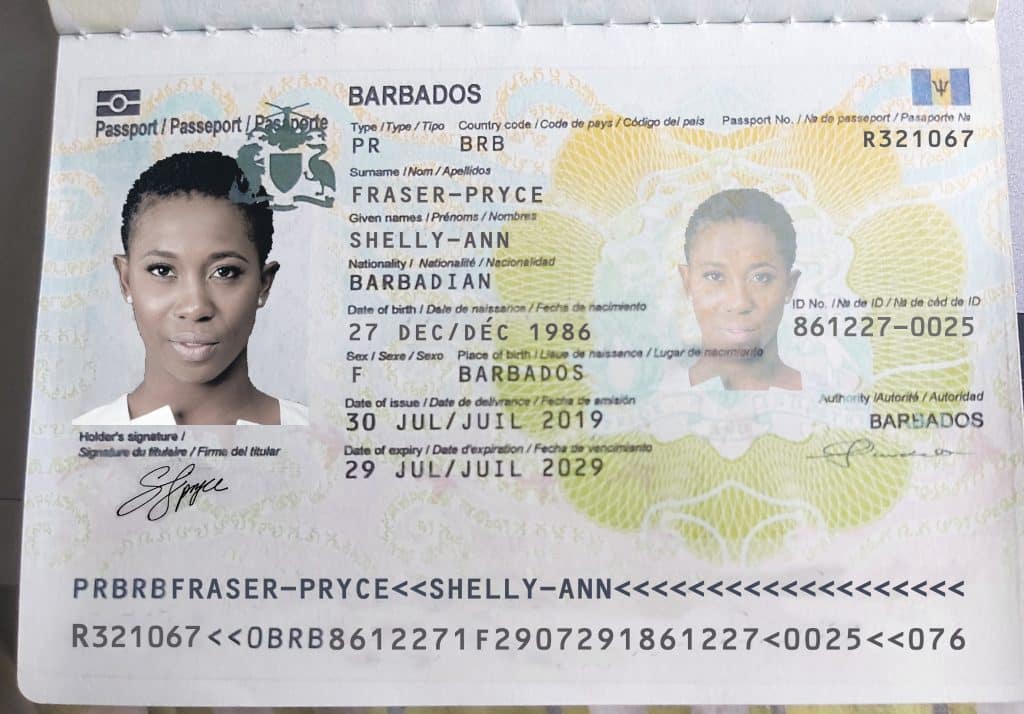 BARBADOS
Passport / Passeport / Pasaporte
Type / Type / Tipo Country code / Code de pays / Código del país Passport No. / № de passeport / Pasaporte №
PR BRB R321067
Surname / Nom / Apellidos
FRASER-PRYCE
Given names / Prénoms / Nombres
SHELLY-ANN
Nationality / Nationalité / Nacionalidad
BARBADIAN
Date of birth / Date de naissance / Fecha de nacimiento
ID No. / № de ID / № de céd de ID
27 DEC/DÉC 1986 861227-0025
Sex / Sexe / Sexo Place of birth / Lieue de naissance / Lugar de nacimiento
F BARBADOS
Date of issue / Date de delivrance / Fecha de emisión Authority /Autorité / Autoridad
30 JUL/JUIL 2019 BARBADOS
Holder's signature /
Signature du titulaire / Firme del titular
Date of expiry / Date d'expiration / Fecha de vencimiento
29 JUL/JUIL 2029
PRBRBFRASER-PRYCE<<SHELLY-ANN<<<<<<<<<<<<<<<<<<<
R321067<<0BRB8612271F2907291861227<0025<<076